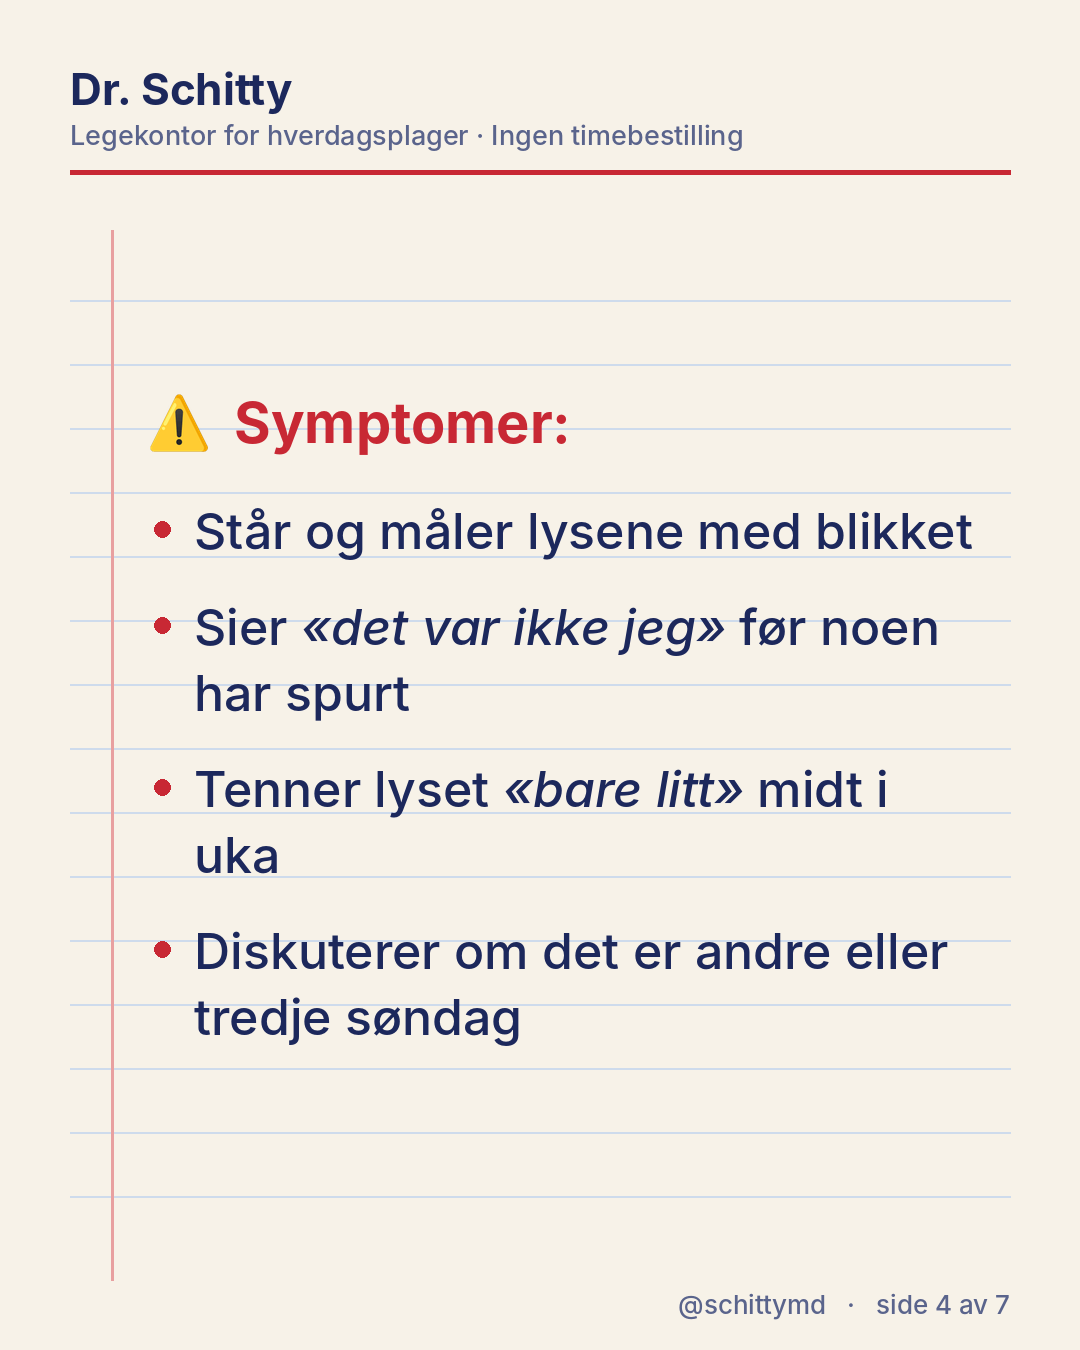 Dr. Schitty
Legekontor for hverdagsplager · Ingen timebestilling
⚠️ Symptomer:
• Står og måler lysene med blikket
• Sier «det var ikke jeg» før noen
har spurt
• Tenner lyset «bare litt» midt i
uka
• Diskuterer om det er andre eller
tredje søndag
@schittymd · side 4 av 7